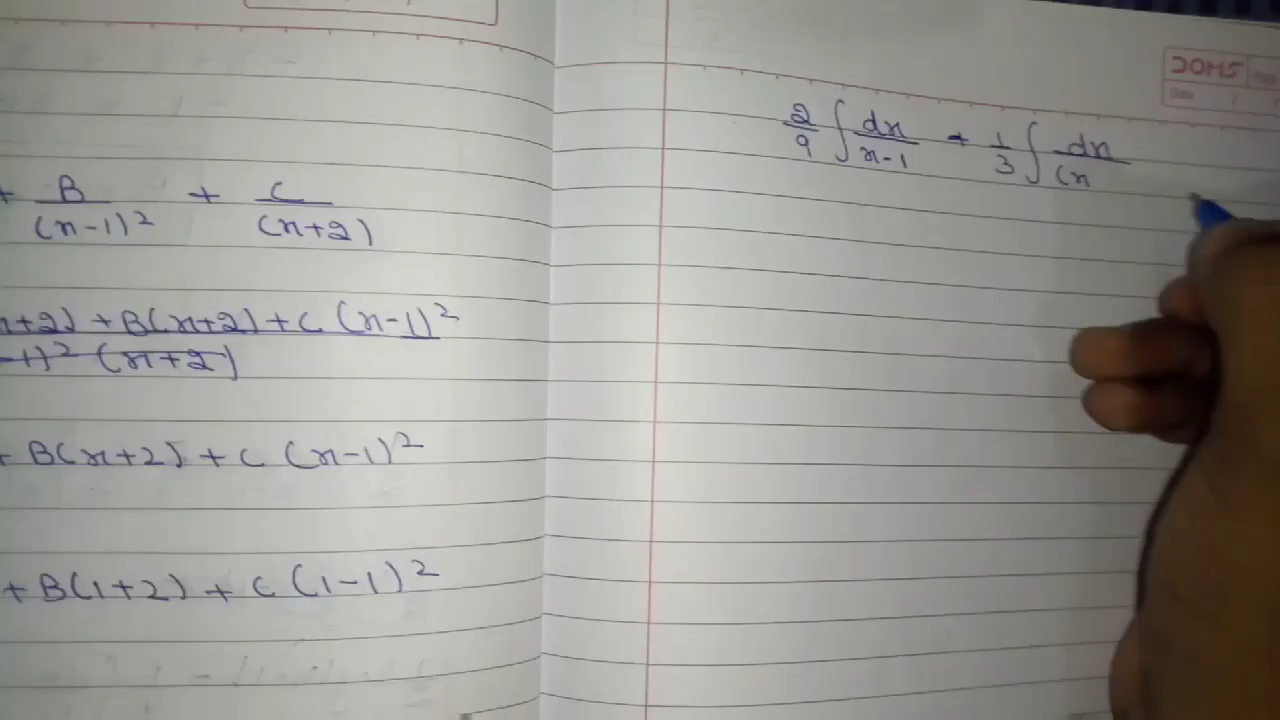 + B/(x-1)² + C/(x+2)
x+2) + B(x+2) + C(x-1)²
-1)² (x+2)
+ B(x+2) + C(x-1)²
+ B(1+2) + C(1-1)²
DOMS
Date
2/9 ∫ dx/x-1 + 1/3 ∫ dx/(x